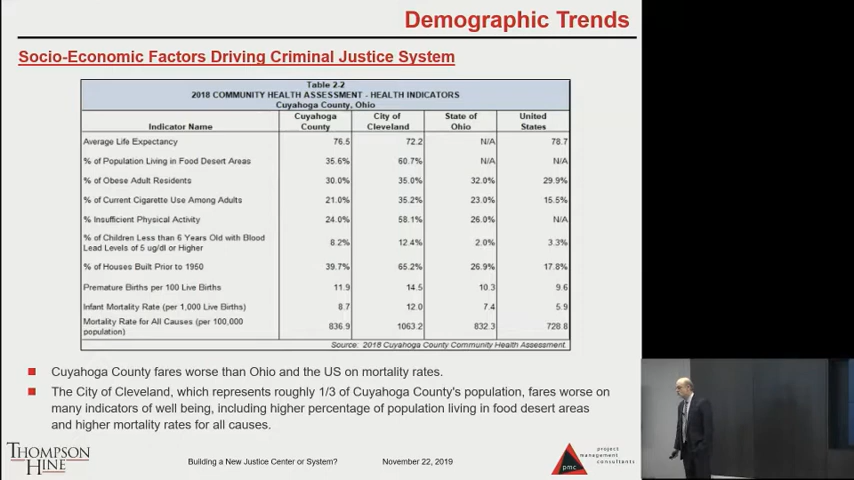 Demographic Trends
Socio-Economic Factors Driving Criminal Justice System
Table 2.2
2018 COMMUNITY HEALTH ASSESSMENT - HEALTH INDICATORS
Cuyahoga County, Ohio
Indicator Name Cuyahoga County City of Cleveland State of Ohio United States
Average Life Expectancy 76.5 72.2 N/A 78.7
% of Population Living in Food Desert Areas 35.6% 60.7% N/A N/A
% of Obese Adult Residents 30.0% 35.0% 32.0% 29.9%
% of Current Cigarette Use Among Adults 21.0% 35.2% 23.0% 15.5%
% Insufficient Physical Activity 24.0% 58.1% 26.0% N/A
% of Children Less than 6 Years Old with Blood
Lead Levels of 5 ug/dl or Higher 8.2% 12.4% 2.0% 3.3%
% of Houses Built Prior to 1950 39.7% 65.2% 26.9% 17.8%
Premature Births per 100 Live Births 11.9 14.5 10.3 9.6
Infant Mortality Rate (per 1,000 Live Births) 8.7 12.0 7.4 5.9
Mortality Rate for All Causes (per 100,000
population) 836.9 1063.2 832.3 728.8
Source: 2018 Cuyahoga County Community Health Assessment.
Cuyahoga County fares worse than Ohio and the US on mortality rates.
The City of Cleveland, which represents roughly 1/3 of Cuyahoga County's population, fares worse on
many indicators of well being, including higher percentage of population living in food desert areas
and higher mortality rates for all causes.
THOMPSON
HINE
Building a New Justice Center or System?
November 22, 2019
pmc
project
management
consultants